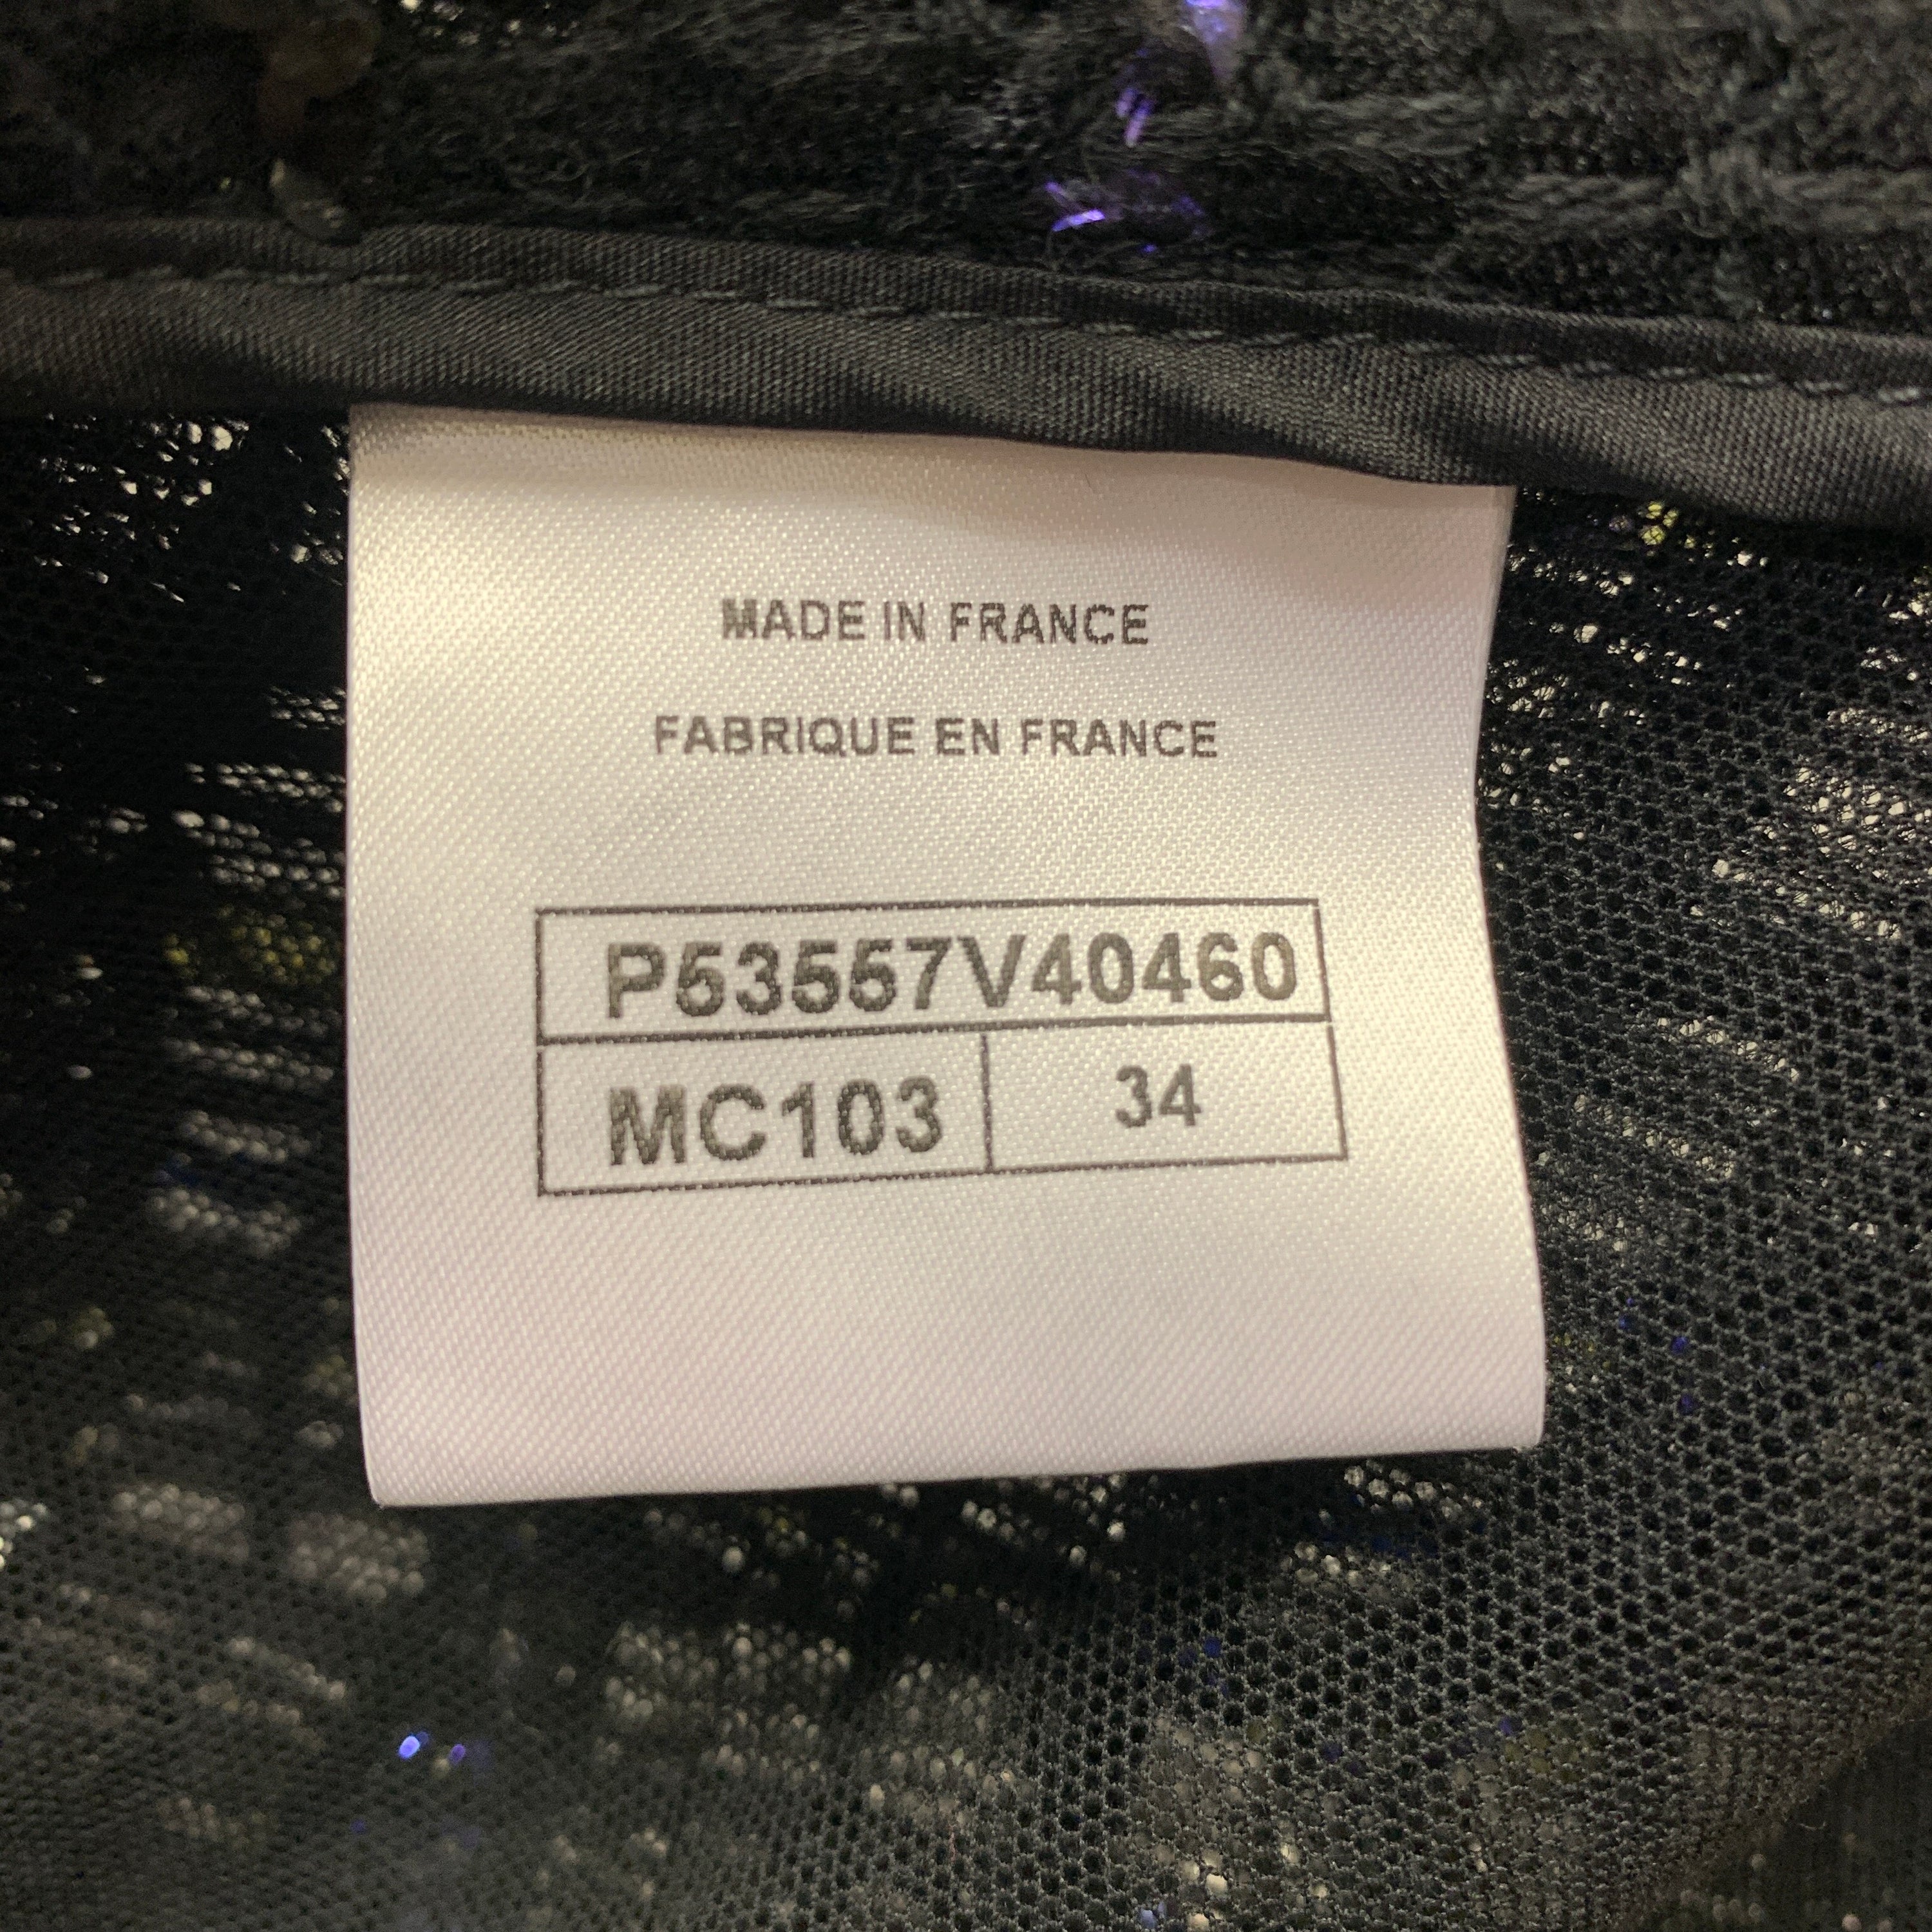 MADE IN FRANCE
FABRIQUE EN FRANCE
P53557V40460
MC103 34